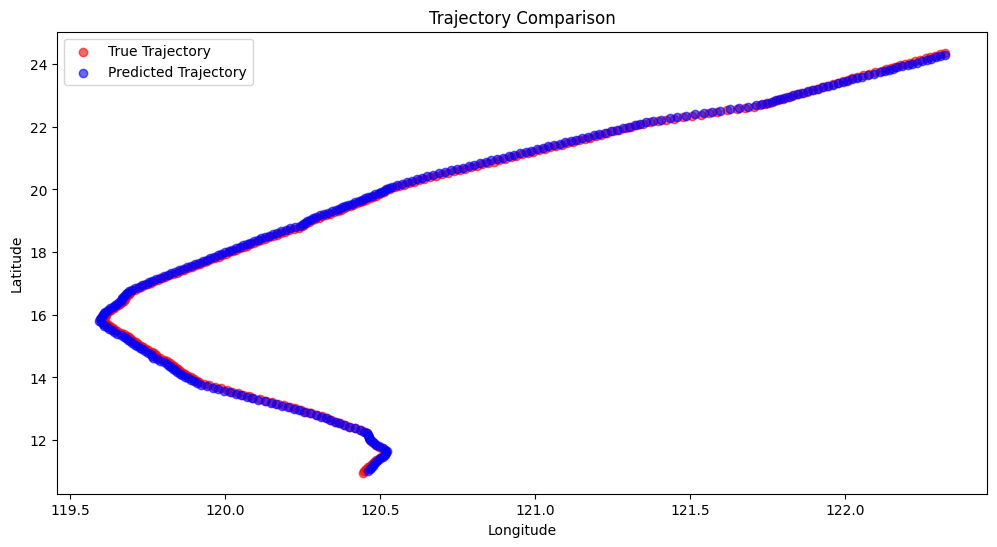 Trajectory Comparison
True Trajectory
Predicted Trajectory
24
22
20
18
16
14
12
Latitude
119.5 120.0 120.5 121.0 121.5 122.0
Longitude